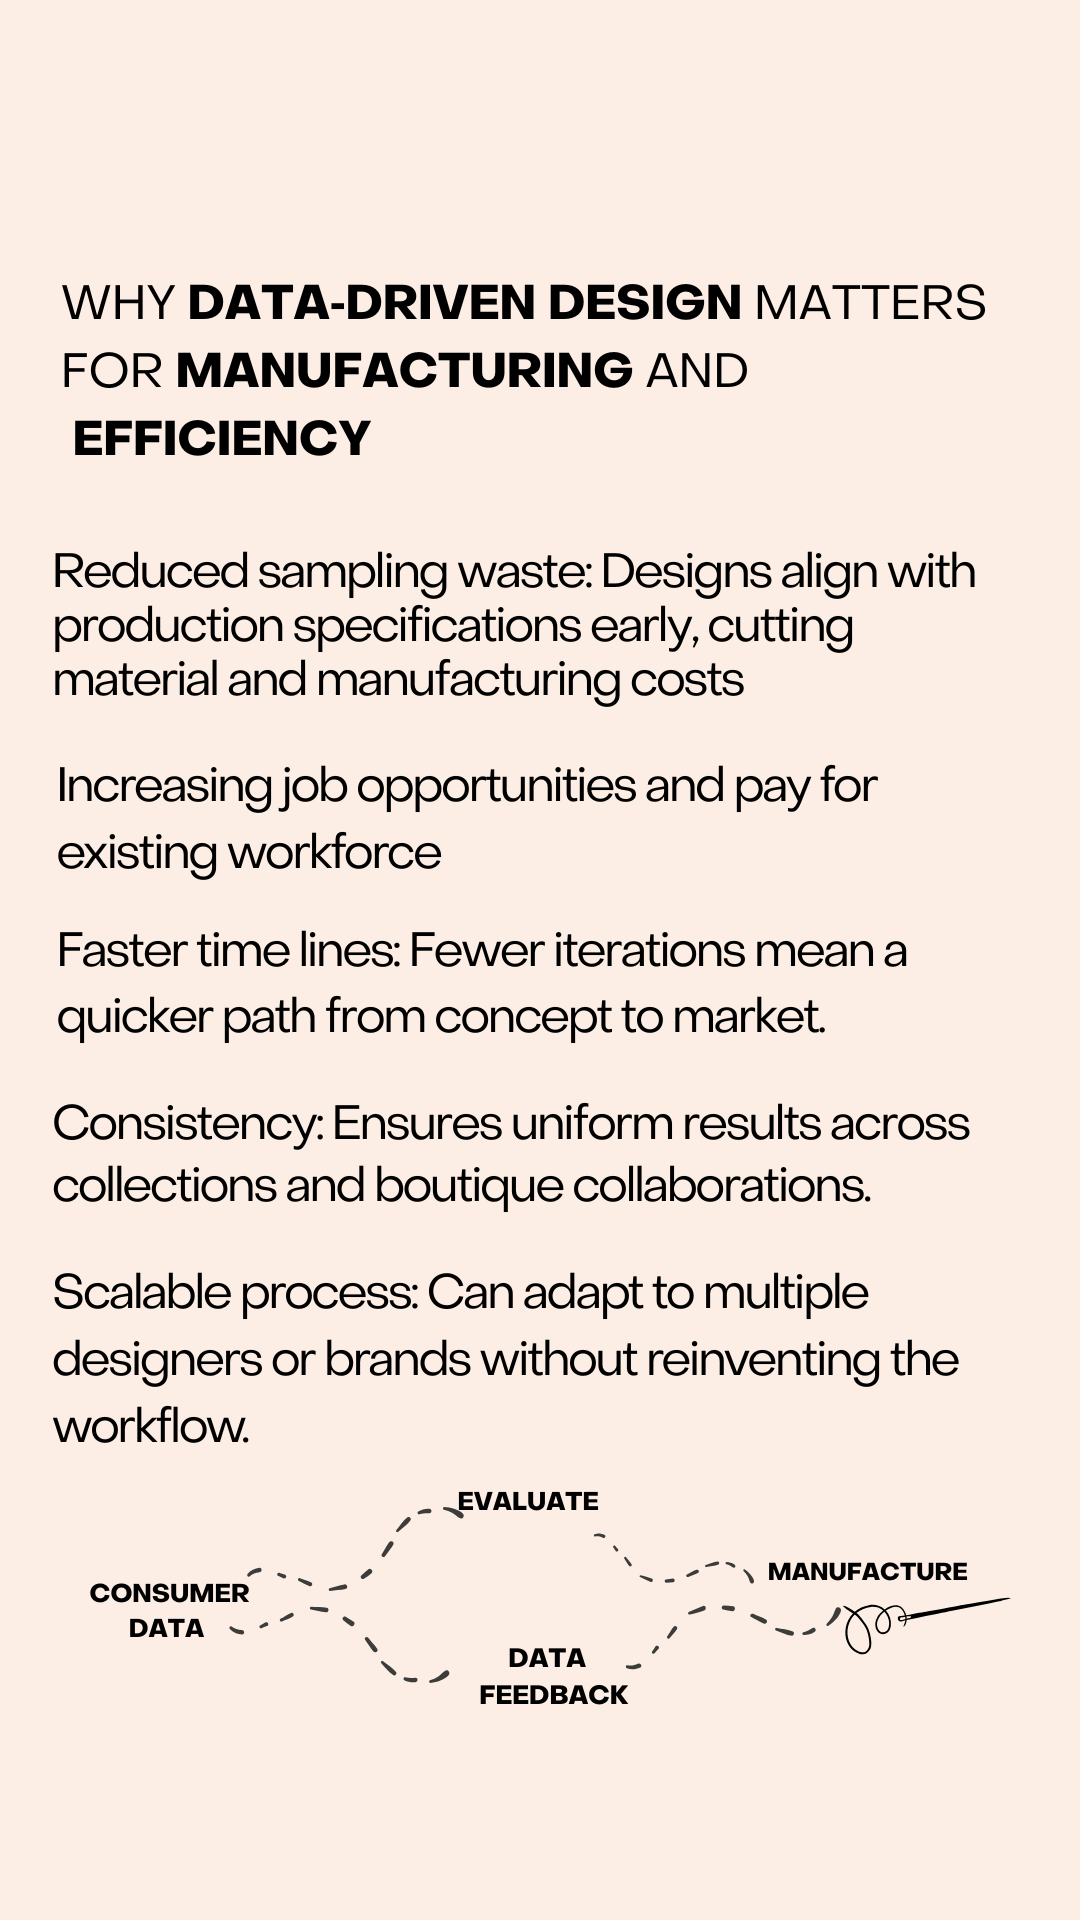 WHY DATA-DRIVEN DESIGN MATTERS
FOR MANUFACTURING AND
EFFICIENCY
Reduced sampling waste: Designs align with
production specifications early, cutting
material and manufacturing costs
Increasing job opportunities and pay for
existing workforce
Faster time lines: Fewer iterations mean a
quicker path from concept to market.
Consistency: Ensures uniform results across
collections and boutique collaborations.
Scalable process: Can adapt to multiple
designers or brands without reinventing the
workflow.
CONSUMER
DATA
EVALUATE
DATA
FEEDBACK
MANUFACTURE